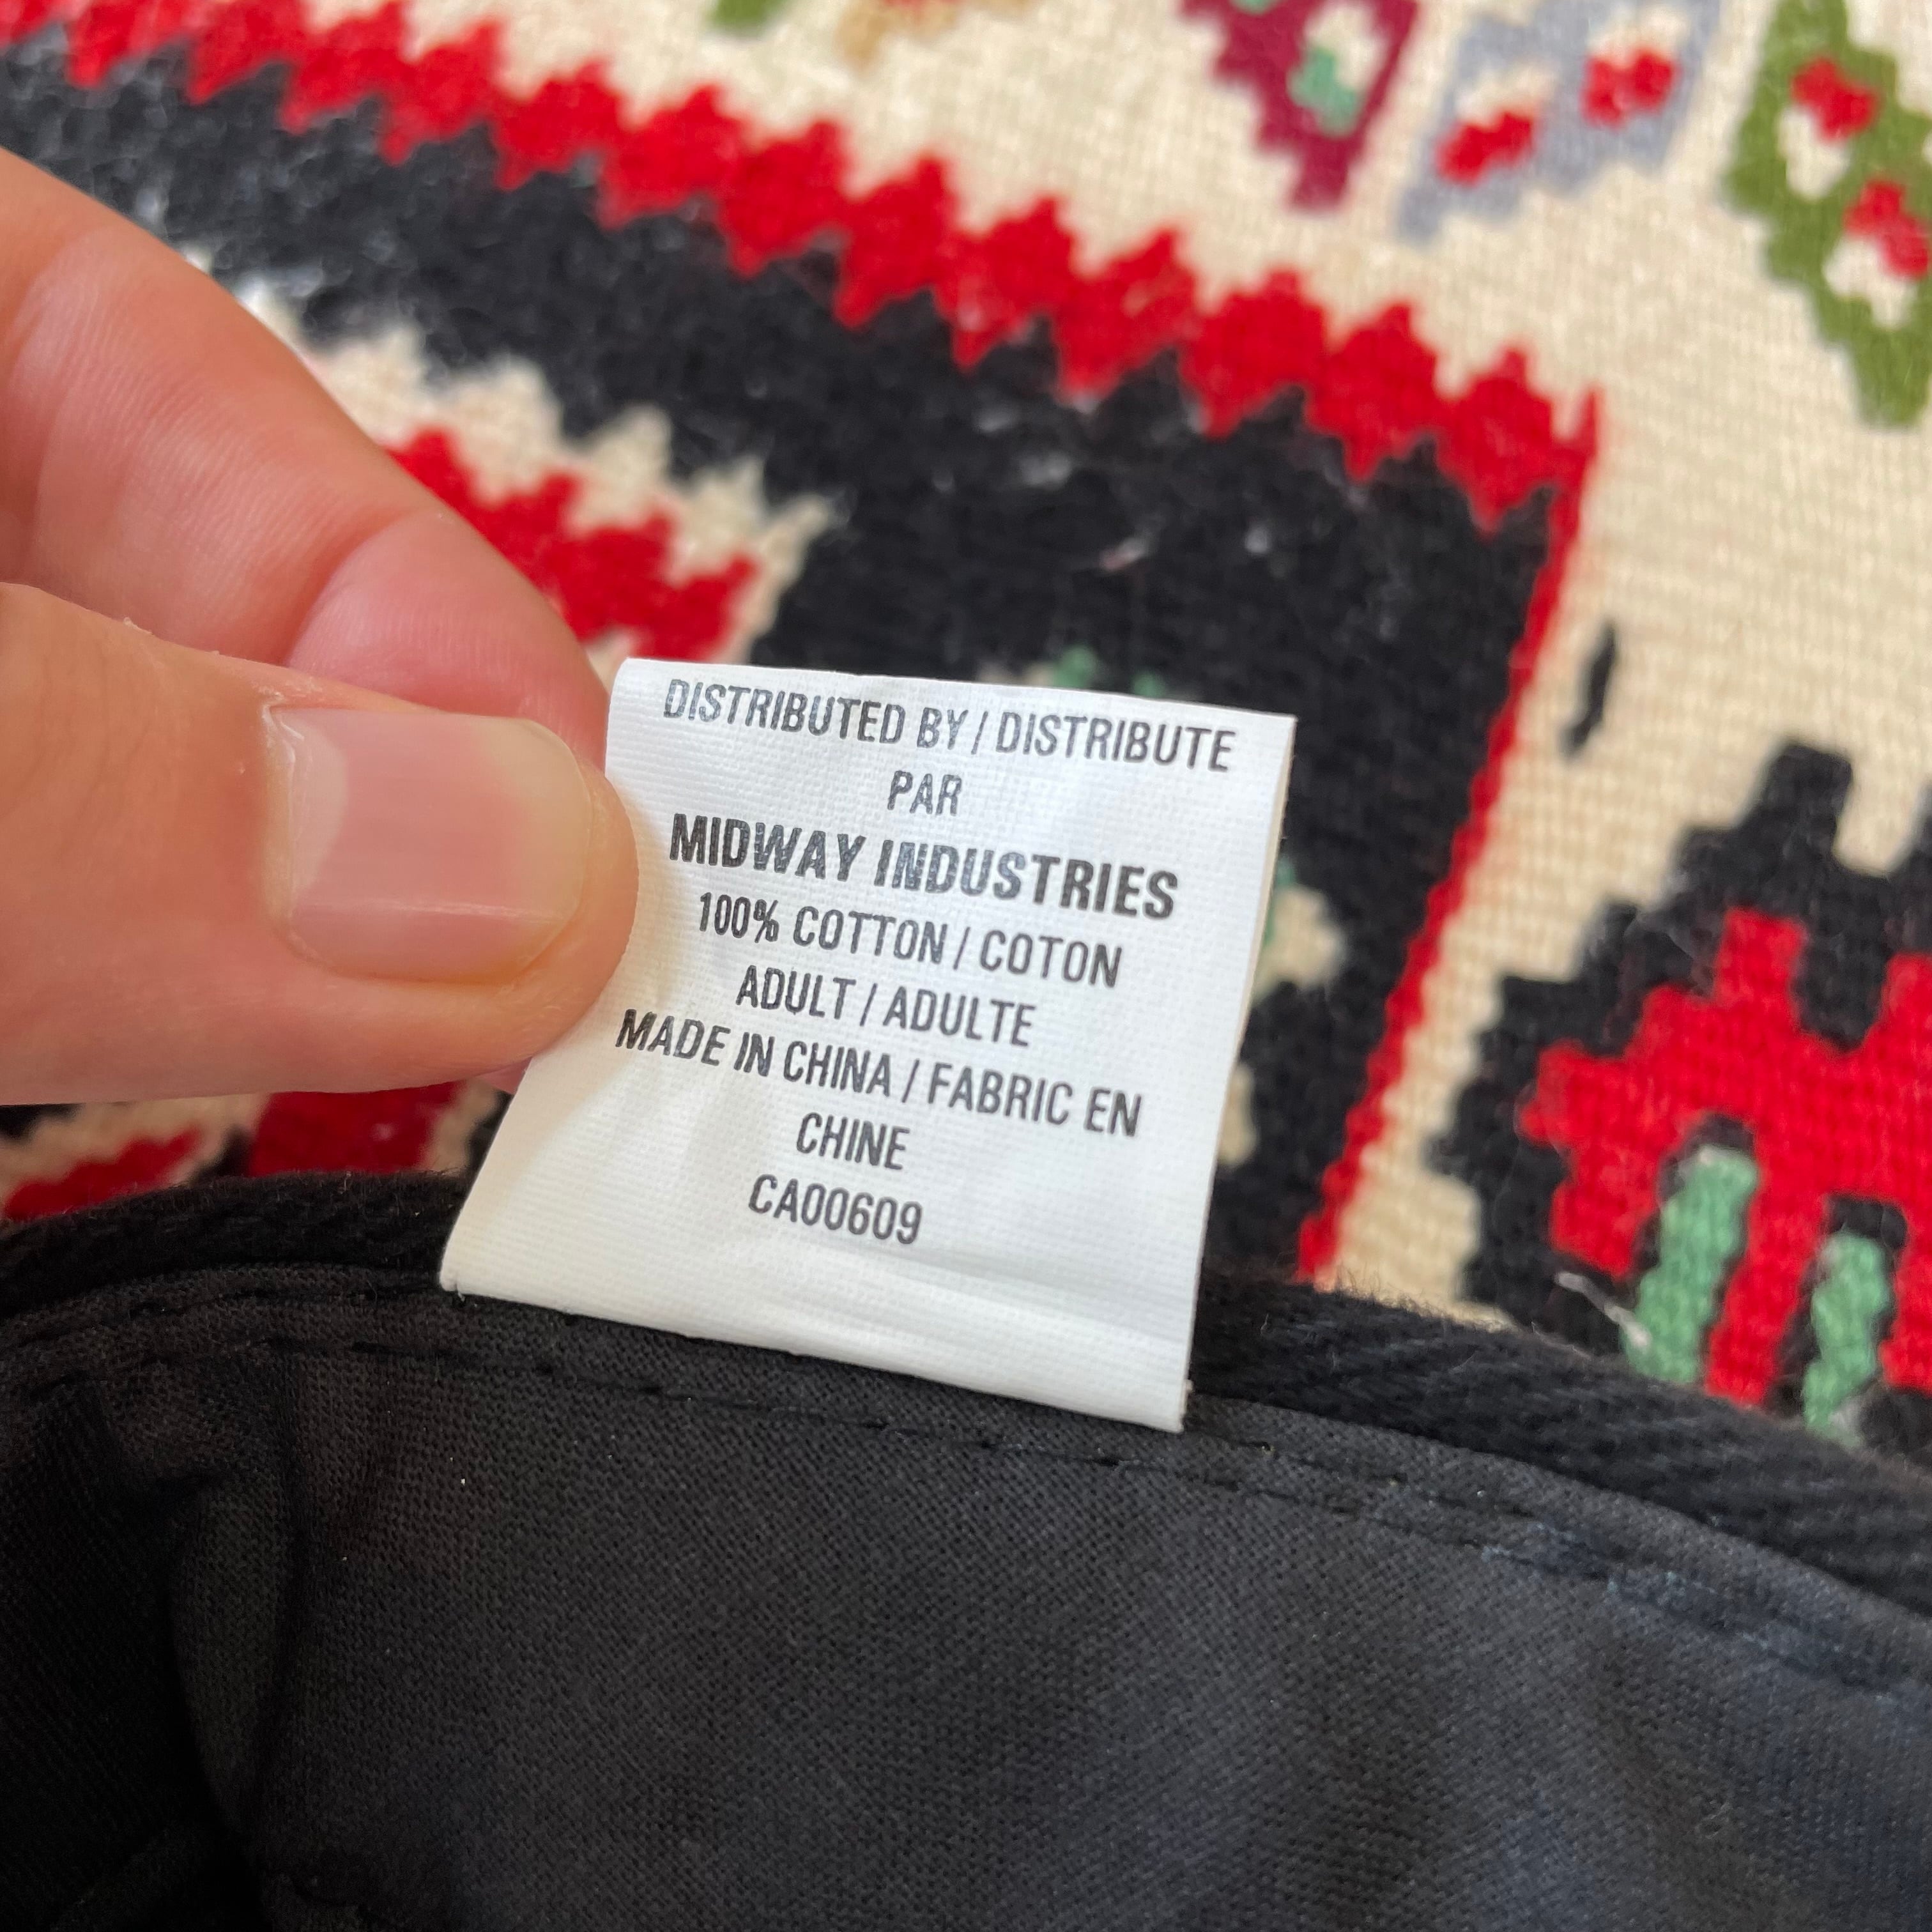 DISTRIBUTED BY / DISTRIBUTE
PAR
MIDWAY INDUSTRIES
100% COTTON / COTON
ADULT / ADULTE
MADE IN CHINA / FABRIC EN
CHINE
CA00609